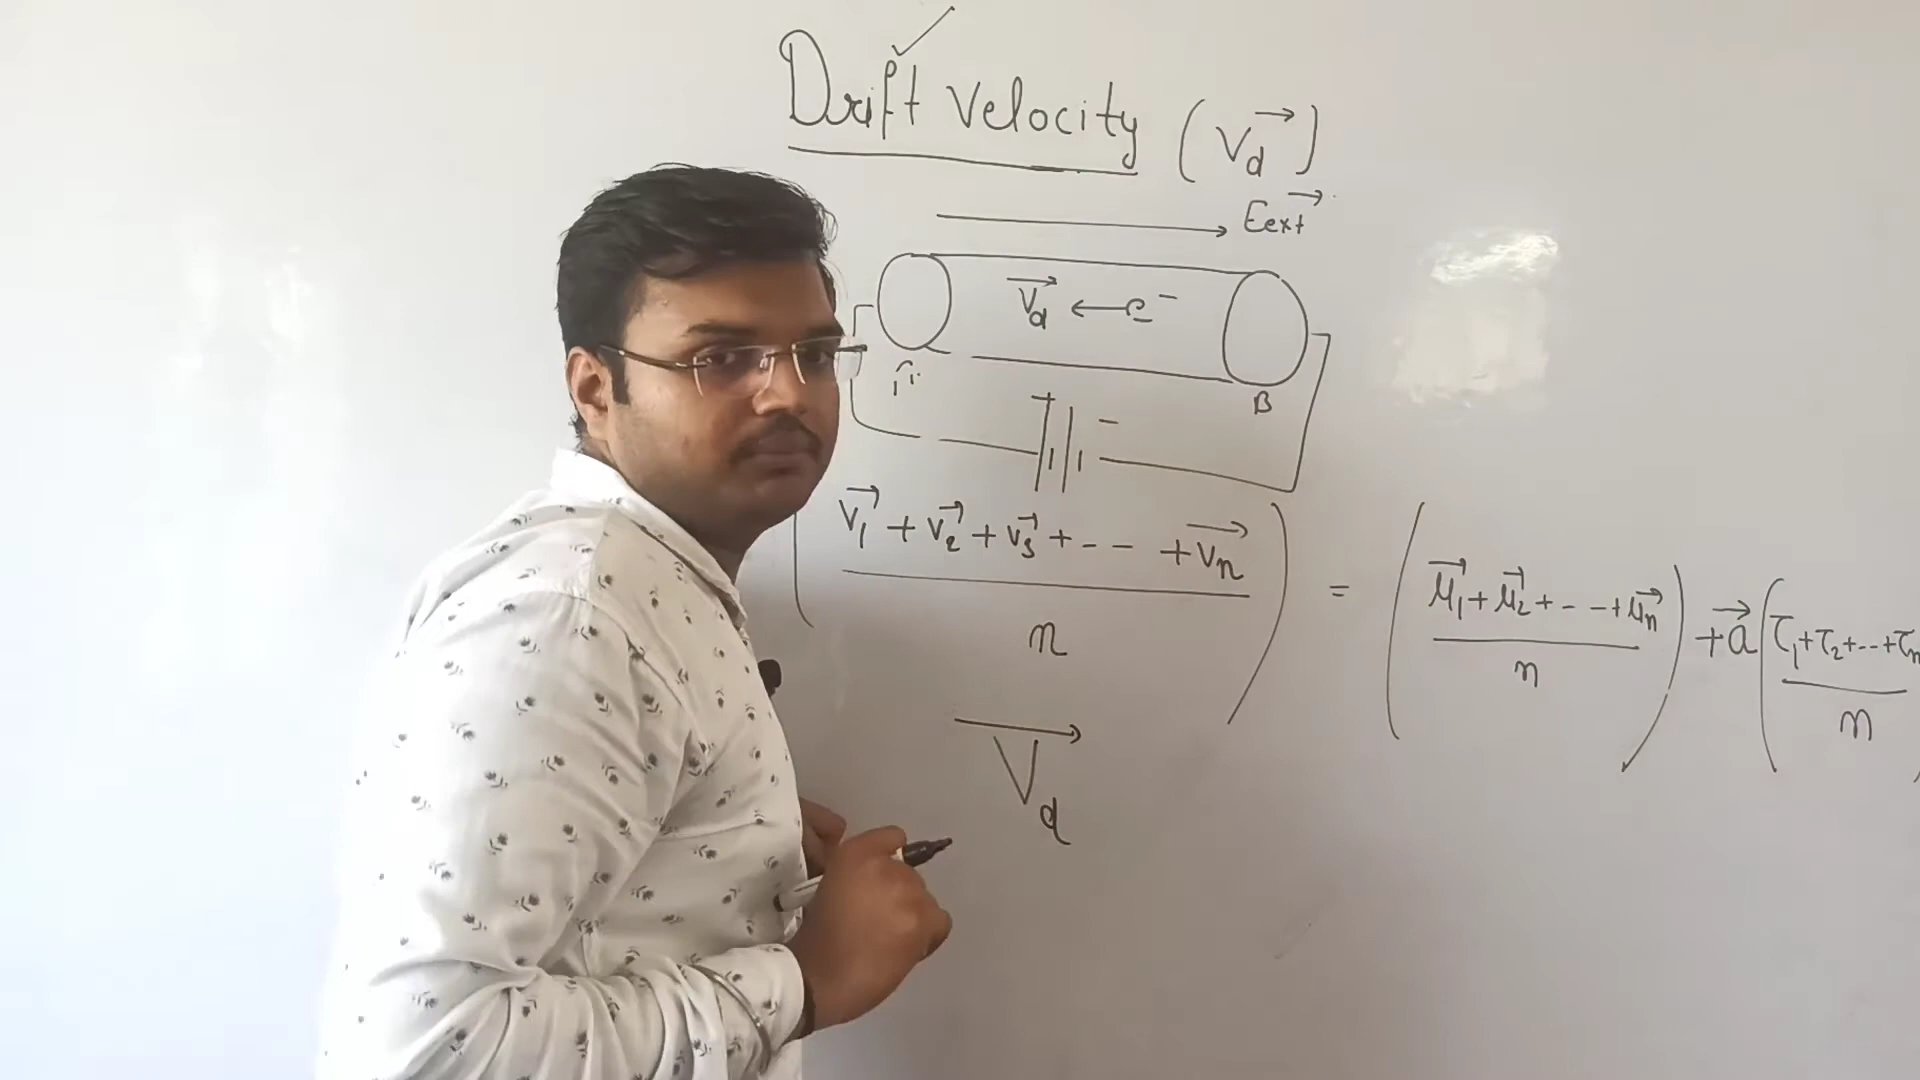 Drift Velocity (V⃗d)
E⃗ext
V⃗d ← e⁻
B
+ −
(V⃗1 + V⃗2 + V⃗3 + - - + V⃗n / n) = (μ⃗1 + μ⃗2 + - - + μ⃗n / n) + a⃗ (τ1 + τ2 + -- + τn / n)
V⃗d